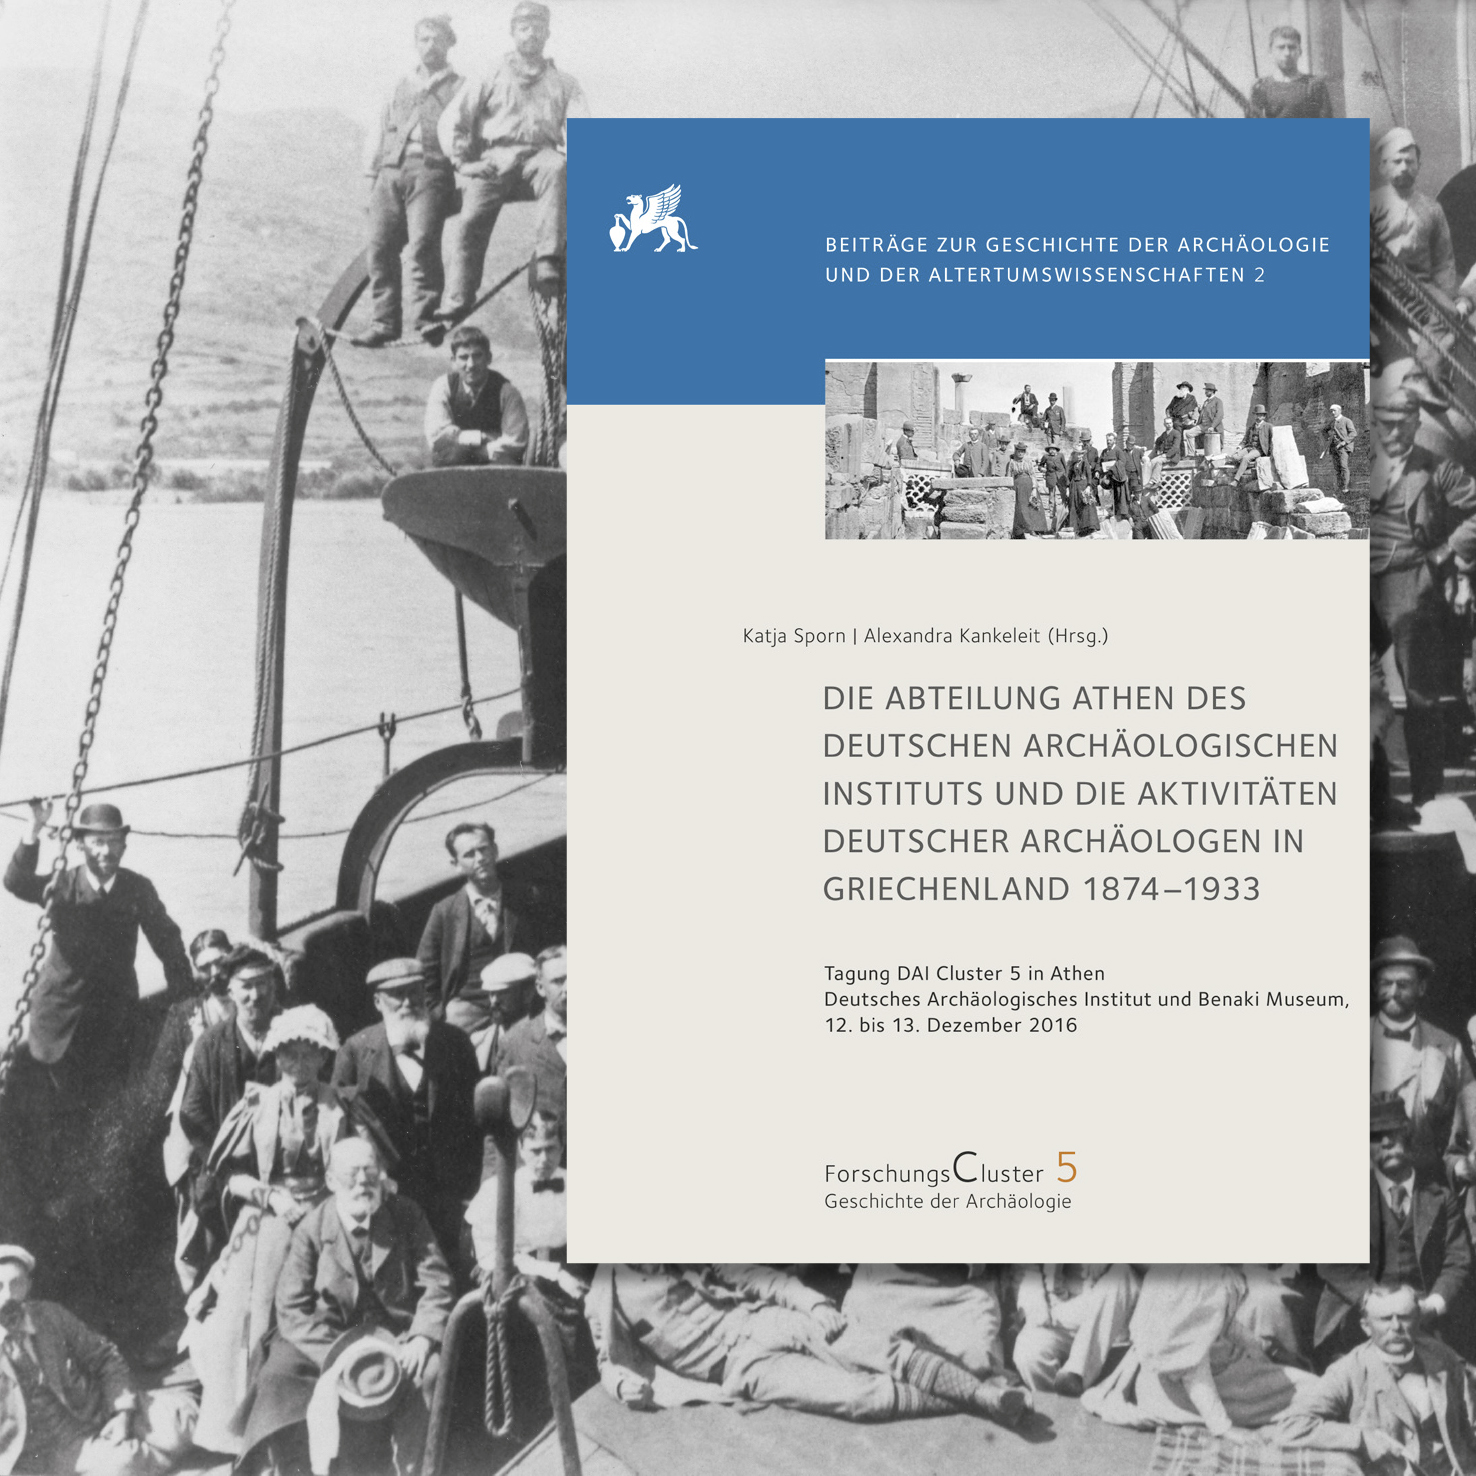 BEITRÄGE ZUR GESCHICHTE DER ARCHÄOLOGIE
UND DER ALTERTUMSWISSENSCHAFTEN 2
Katja Sporn | Alexandra Kankeleit (Hrsg.)
DIE ABTEILUNG ATHEN DES
DEUTSCHEN ARCHÄOLOGISCHEN
INSTITUTS UND DIE AKTIVITÄTEN
DEUTSCHER ARCHÄOLOGEN IN
GRIECHENLAND 1874–1933
Tagung DAI Cluster 5 in Athen
Deutsches Archäologisches Institut und Benaki Museum,
12. bis 13. Dezember 2016
ForschungsCluster 5
Geschichte der Archäologie